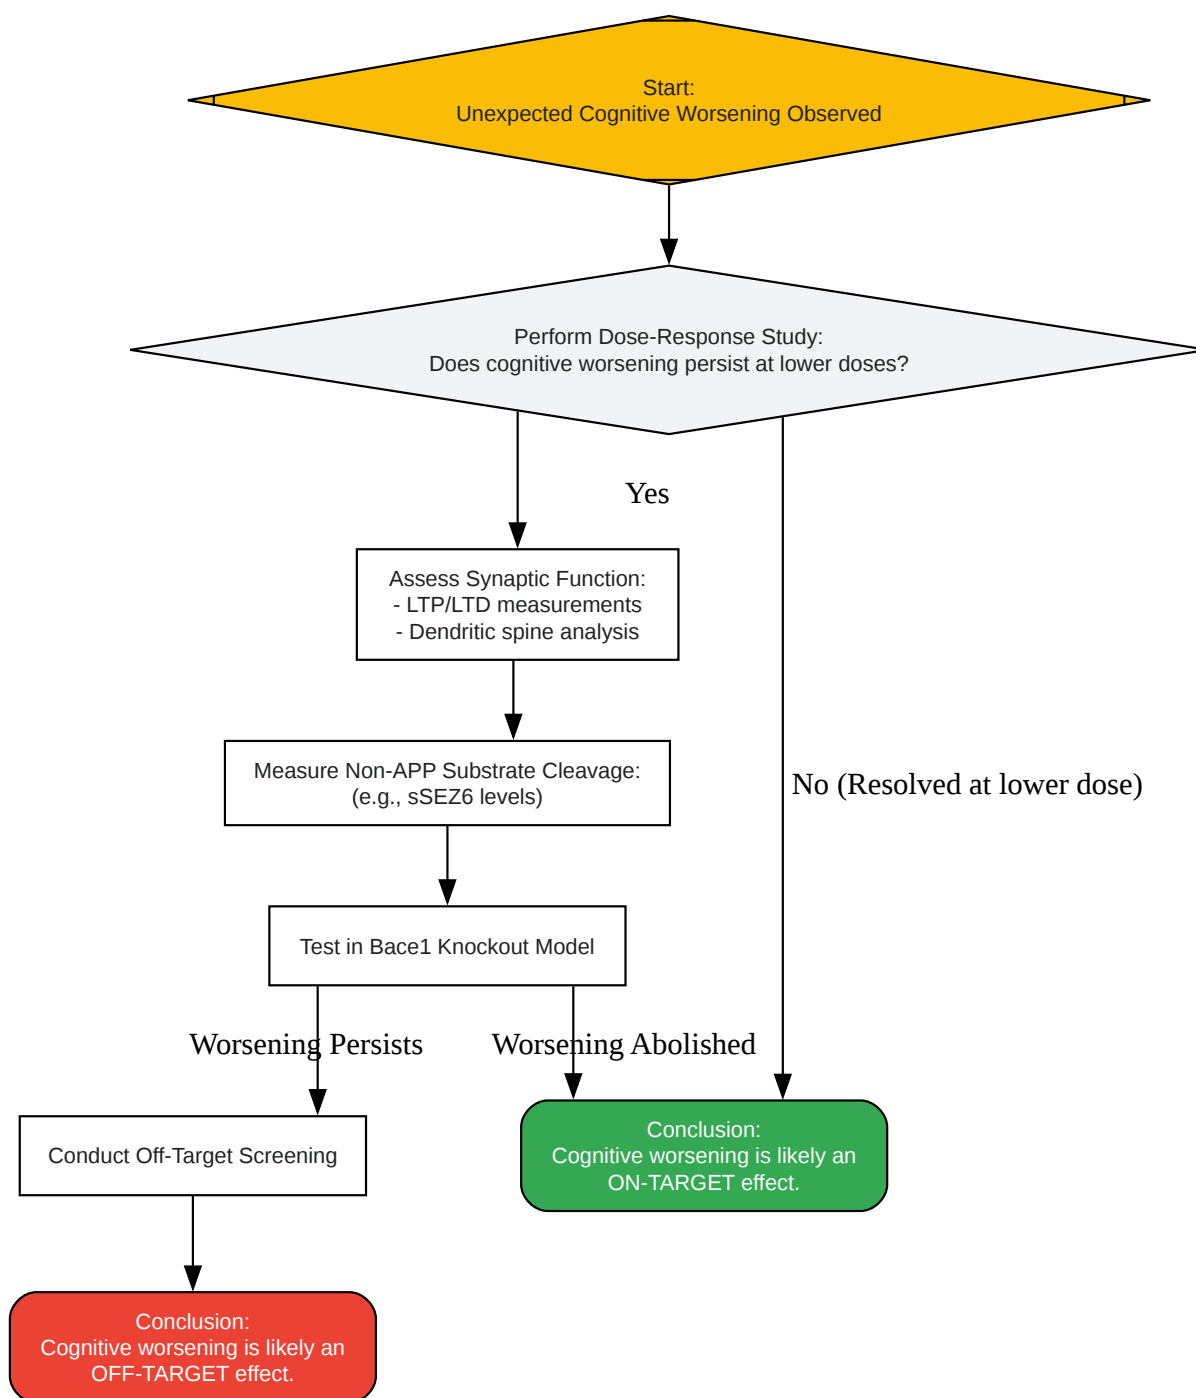 Start:
Unexpected Cognitive Worsening Observed
Perform Dose-Response Study:
Does cognitive worsening persist at lower doses?
Yes
Assess Synaptic Function:
- LTP/LTD measurements
- Dendritic spine analysis
Measure Non-APP Substrate Cleavage:
(e.g., sSEZ6 levels)
No (Resolved at lower dose)
Test in Bace1 Knockout Model
Worsening Persists
Worsening Abolished
Conduct Off-Target Screening
Conclusion:
Cognitive worsening is likely an
ON-TARGET effect.
Conclusion:
Cognitive worsening is likely an
OFF-TARGET effect.